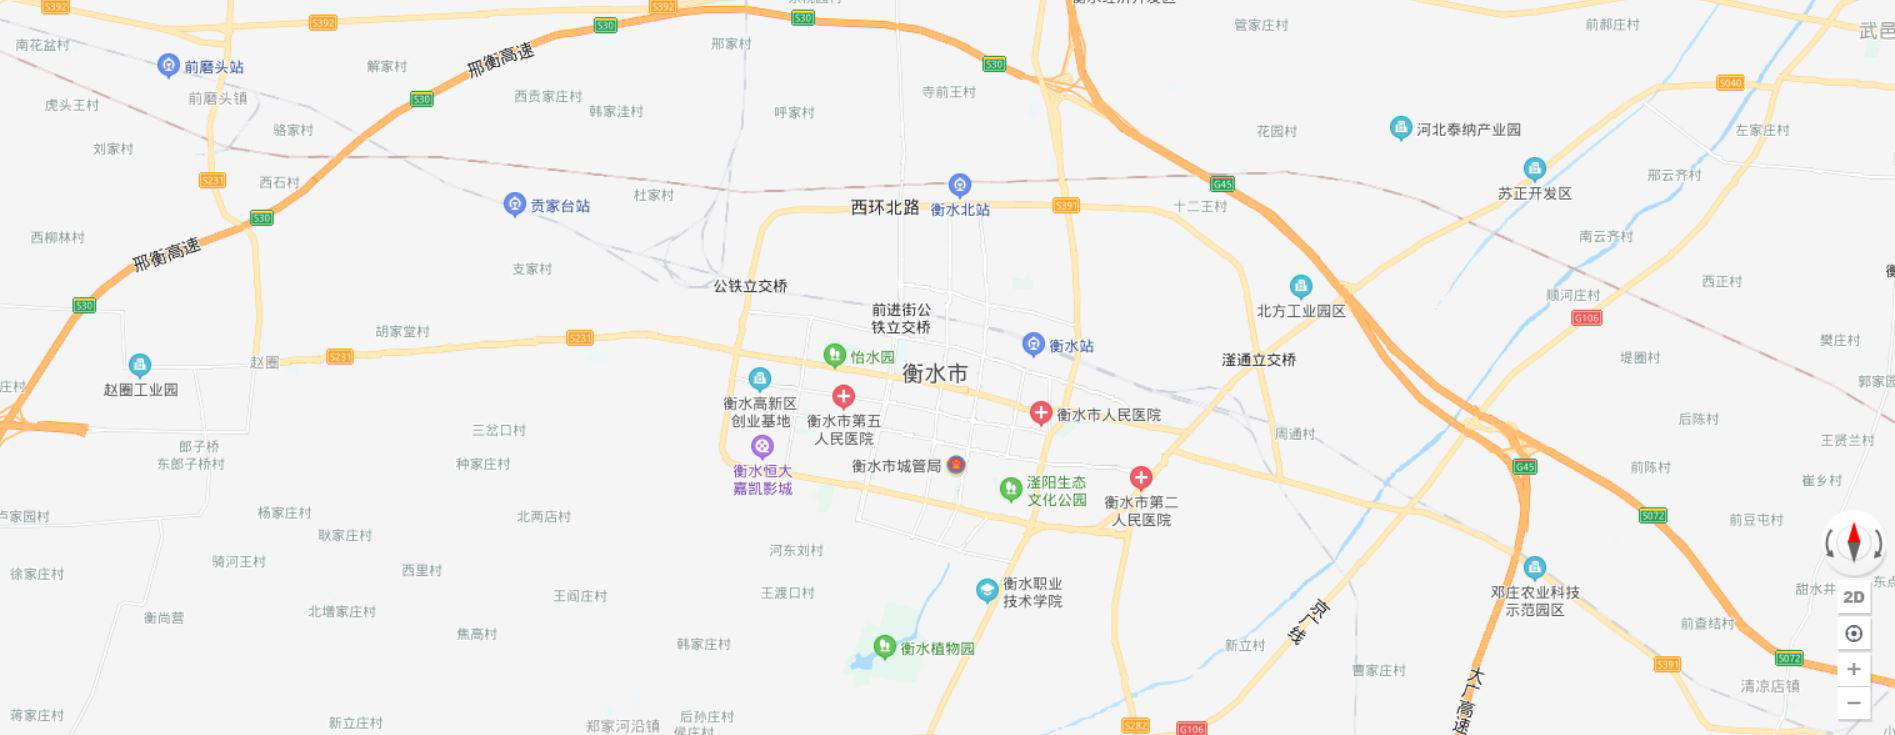 S392
S392
S392
S30
S30
衡水经济开发区
管家庄村
前郝庄村
武邑
南花盆村
前磨头站
前磨头镇
解家村
邢衡高速
邢家村
S30
S30
西贡家庄村
韩家洼村
呼家村
寺前王村
虎头王村
骆家村
刘家村
花园村
河北泰纳产业园
S040
左家庄村
S231
西石村
S30
贡家台站
杜家村
西环北路
衡水北站
S391
G45
十二王村
苏正开发区
邢云齐村
西柳林村
邢衡高速
支家村
公铁立交桥
南云齐村
西正村
S30
前进街公
铁立交桥
北方工业园区
顺河庄村
G106
胡家堂村
S231
S231
赵圈
赵圈工业园
怡水园
衡水市
衡水站
滏通立交桥
堤圈村
樊庄村
庄村
衡水高新区
创业基地
衡水市第五
人民医院
衡水市人民医院
郭家
后陈村
王贤兰村
郎子桥
东郎子桥村
三岔口村
种家庄村
衡水恒大
嘉凯影城
衡水市城管局
滏阳生态
文化公园
衡水市第二
人民医院
周通村
G45
前陈村
崔乡村
卢家园村
杨家庄村
耿家庄村
北两店村
S072
前豆屯村
河东刘村
骑河王村
徐家庄村
西里村
王阎庄村
王渡口村
衡水职业
技术学院
邓庄农业科技
示范园区
甜水井
东点
2D
衡尚营
北增家庄村
焦高村
韩家庄村
衡水植物园
京广线
新立村
曹家庄村
前查结村
S072
S391
清凉店镇
大广高速
蒋家庄村
新立庄村
郑家河沿镇
后孙庄村
侯庄村
S282
G106